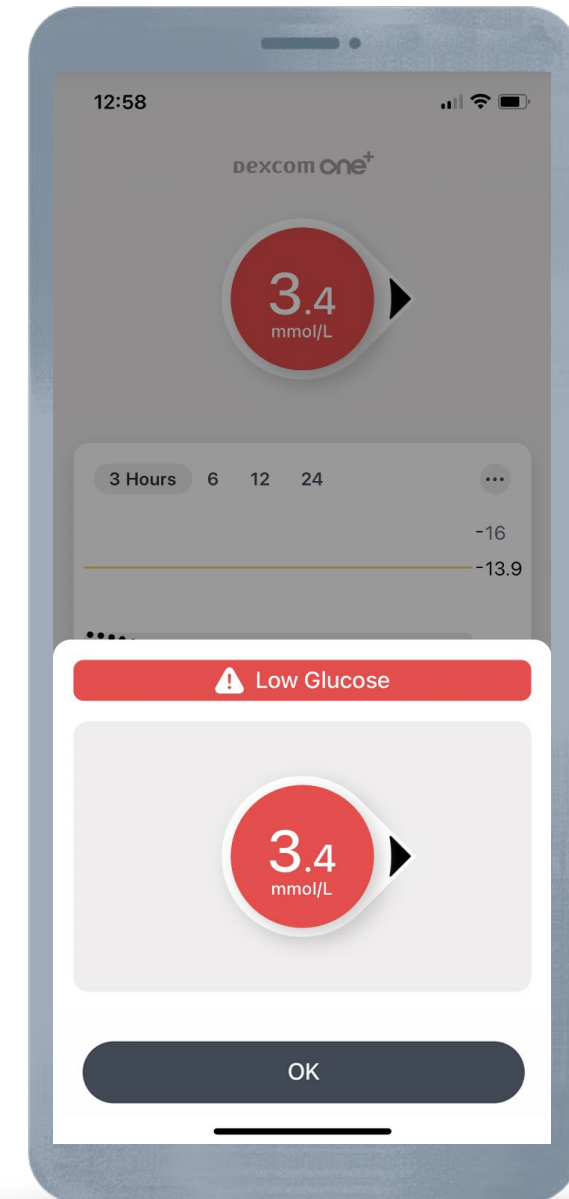 12:58
Dexcom one+
3.4
mmol/L
3 Hours 6 12 24
-16
-13.9
Low Glucose
3.4
mmol/L
OK